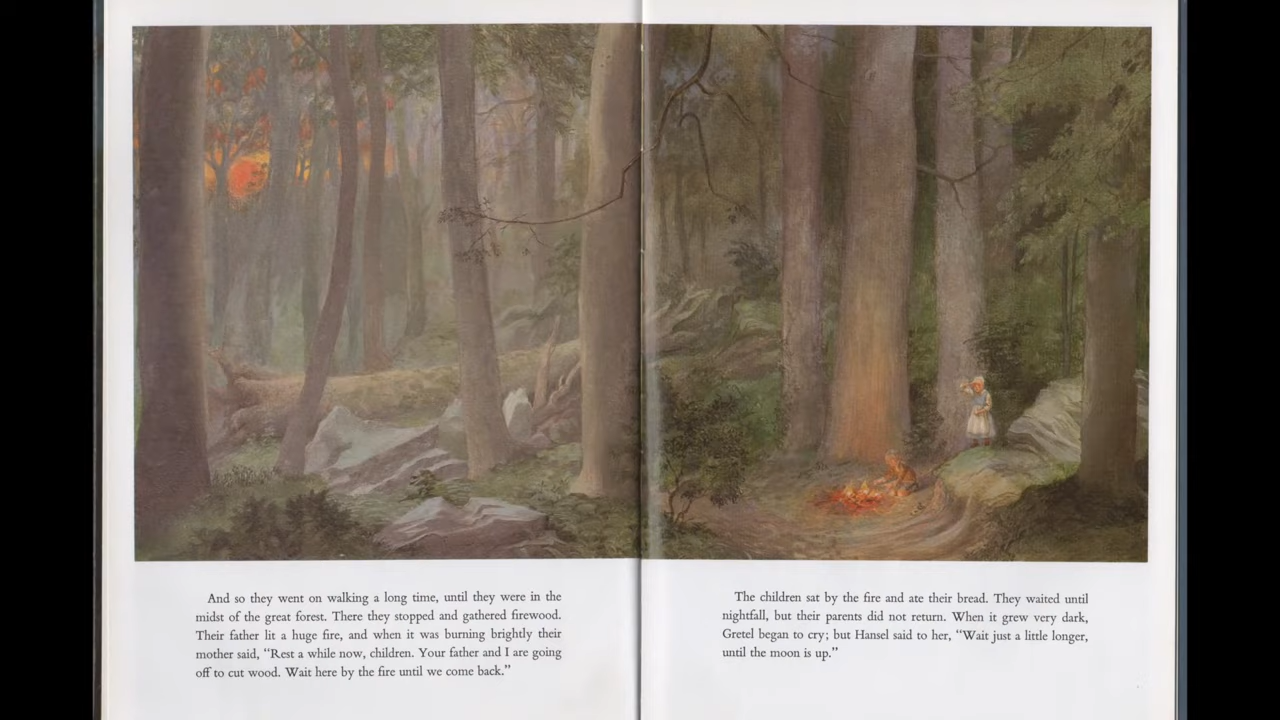 And so they went on walking a long time, until they were in the
midst of the great forest. There they stopped and gathered firewood.
Their father lit a huge fire, and when it was burning brightly their
mother said, “Rest a while now, children. Your father and I are going
off to cut wood. Wait here by the fire until we come back.”
The children sat by the fire and ate their bread. They waited until
nightfall, but their parents did not return. When it grew very dark,
Gretel began to cry; but Hansel said to her, “Wait just a little longer,
until the moon is up.”